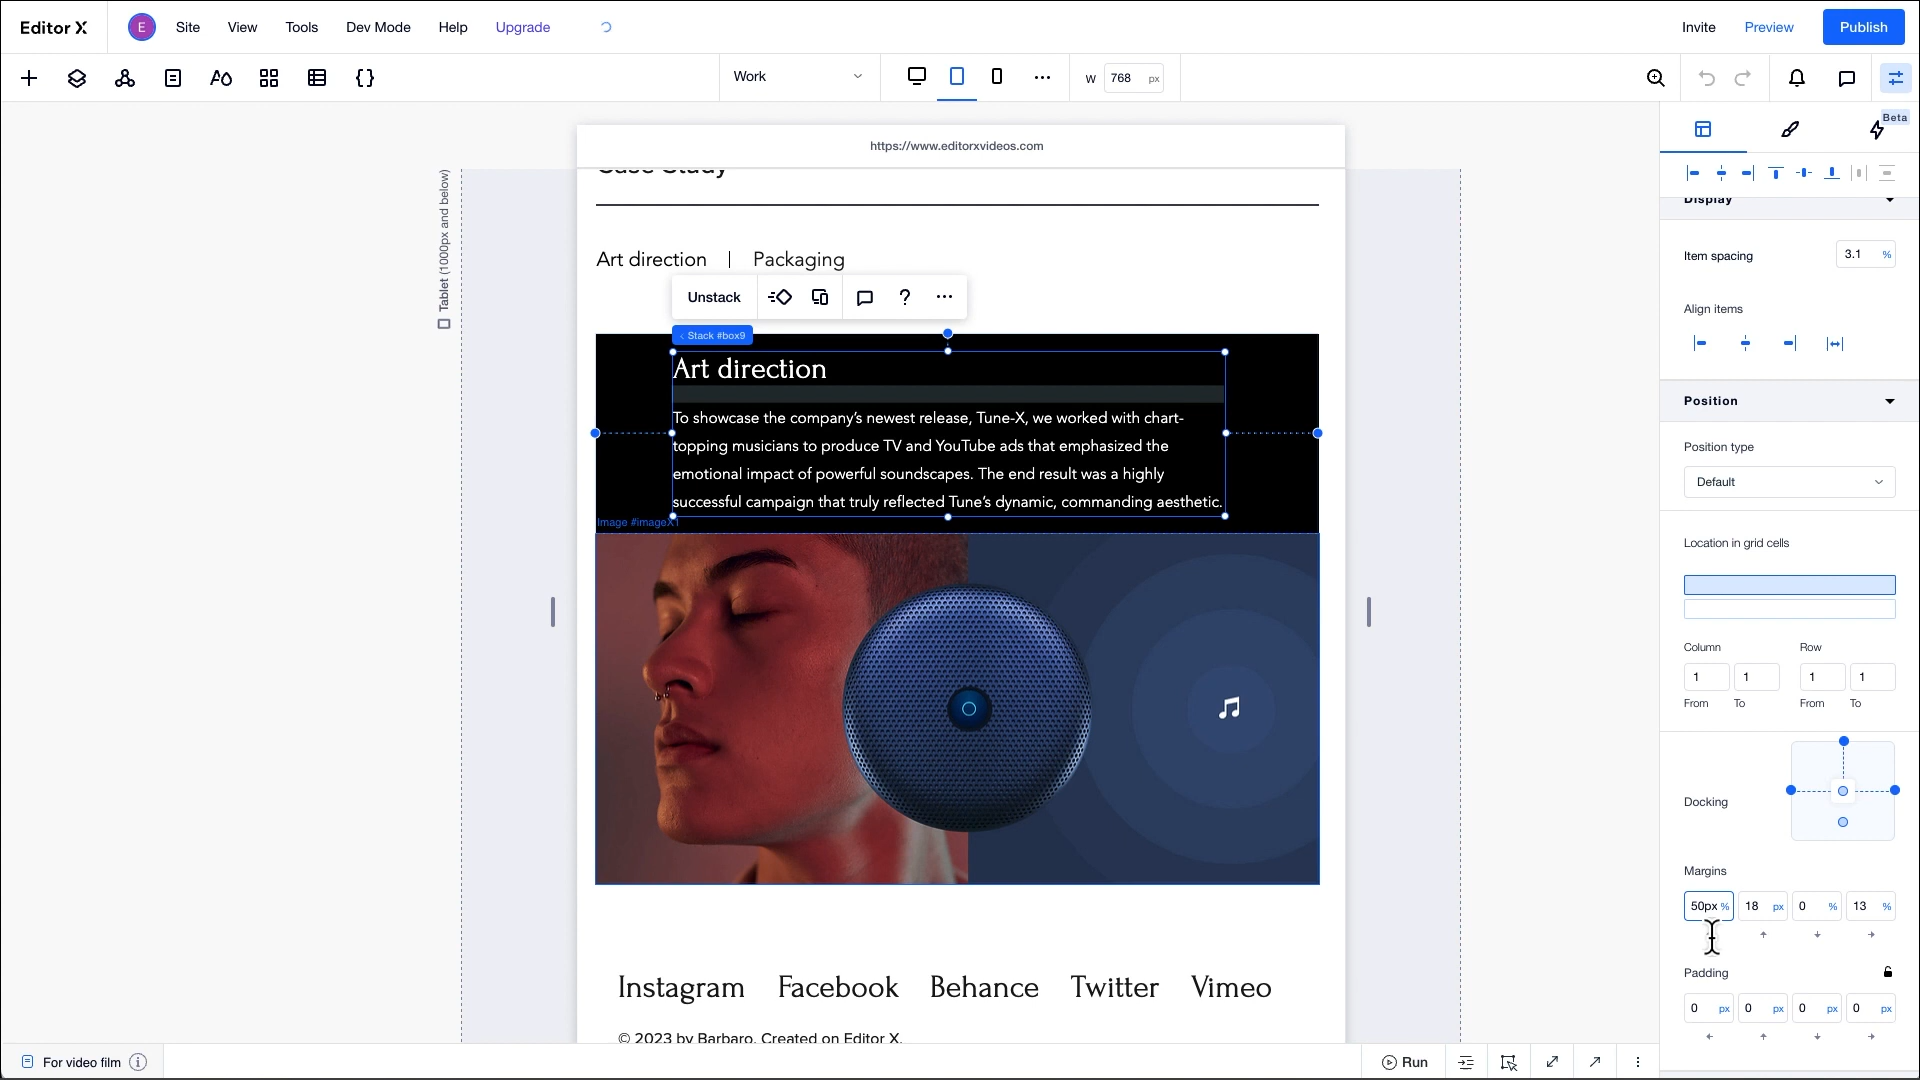 Editor X
E
Site
View
Tools
Dev Mode
Help
Upgrade
Invite
Preview
Publish
Work
W 768 px
Beta
https://www.editorxvideos.com
Case Study
Tablet (1000px and below)
Art direction | Packaging
Unstack
?
‹ Stack #box9
Art direction
To showcase the company's newest release, Tune-X, we worked with chart-
topping musicians to produce TV and YouTube ads that emphasized the
emotional impact of powerful soundscapes. The end result was a highly
successful campaign that truly reflected Tune's dynamic, commanding aesthetic.
Image #imageX1
Instagram
Facebook
Behance
Twitter
Vimeo
© 2023 by Barbaro. Created on Editor X.
Display
Item spacing 3.1 %
Align items
Position
Position type
Default
Location in grid cells
Column Row
1 1 1 1
From To From To
Docking
Margins
50px % 18 px 0 % 13 %
Padding
0 px 0 px 0 px 0 px
For video film
Run